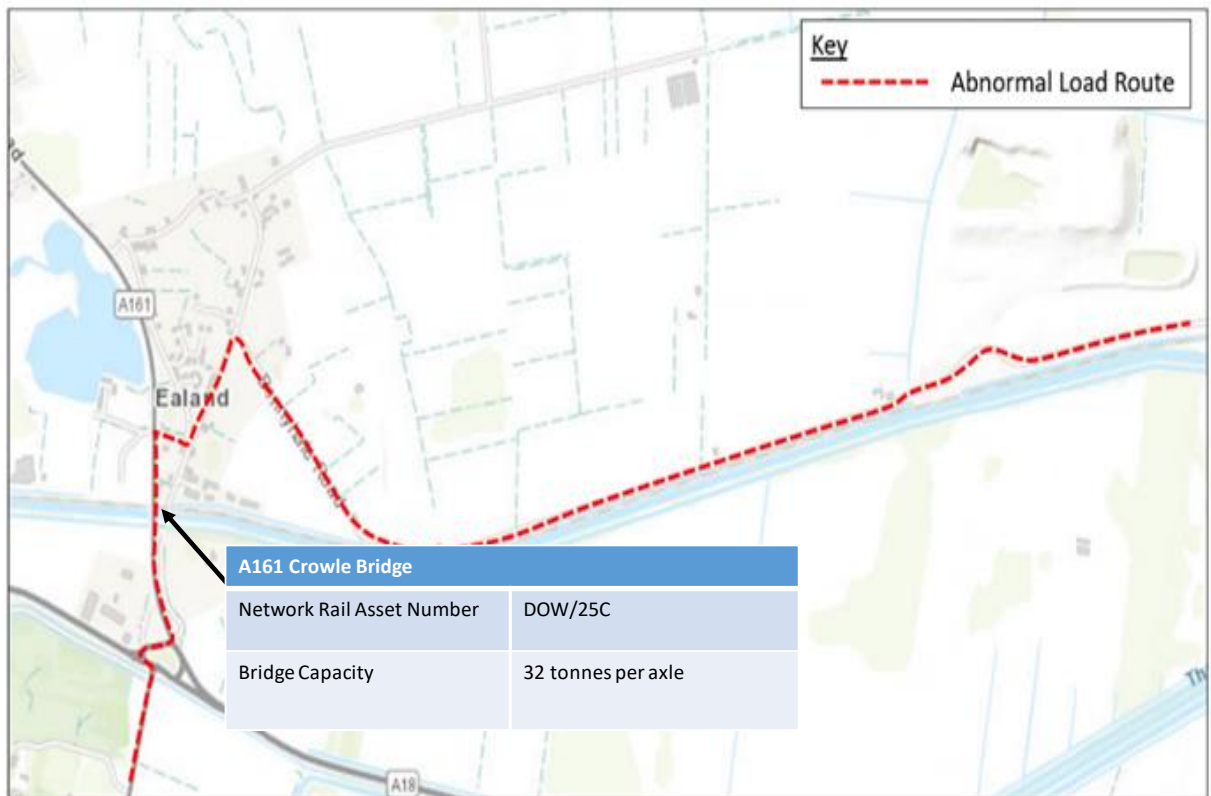 Key
Abnormal Load Route
A161
Ealand
Road
A161 Crowle Bridge
Network Rail Asset Number DOW/25C
Bridge Capacity 32 tonnes per axle
A18